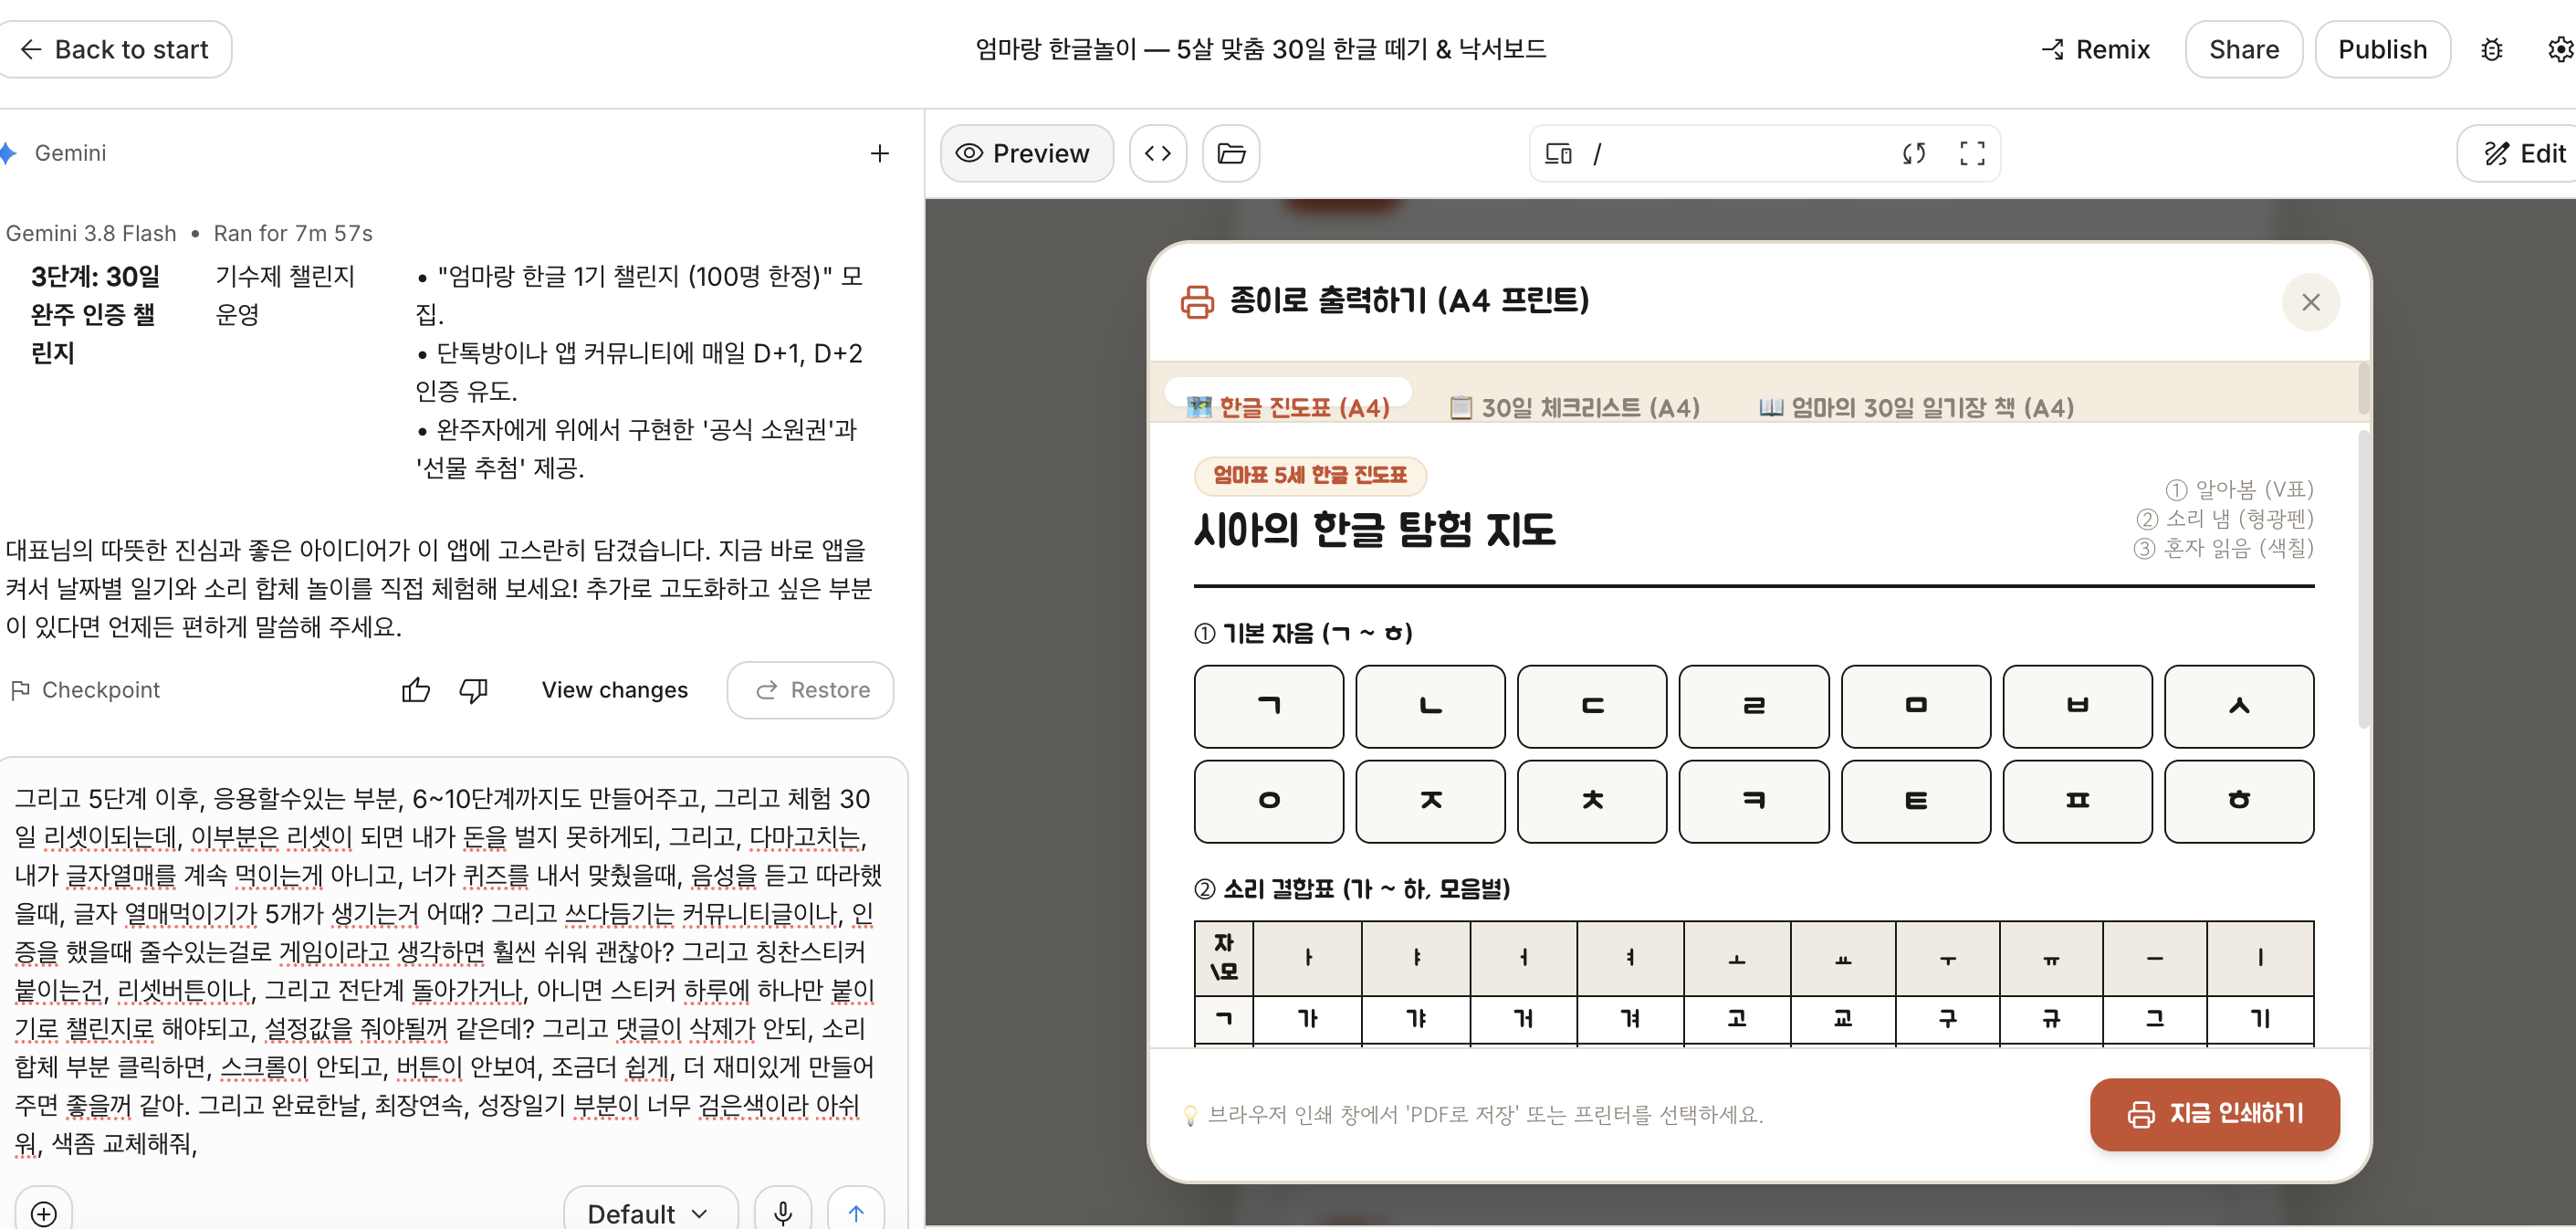 Back to start
엄마랑 한글놀이 — 5살 맞춤 30일 한글 떼기 & 낙서보드
Remix
Share
Publish
Gemini
Preview
/
Edit
Gemini 3.8 Flash • Ran for 7m 57s
3단계: 30일
완주 인증 챌
린지
기수제 챌린지
운영
• "엄마랑 한글 1기 챌린지 (100명 한정)" 모
집.
• 단톡방이나 앱 커뮤니티에 매일 D+1, D+2
인증 유도.
• 완주자에게 위에서 구현한 '공식 소원권'과
'선물 추첨' 제공.
대표님의 따뜻한 진심과 좋은 아이디어가 이 앱에 고스란히 담겼습니다. 지금 바로 앱을
켜서 날짜별 일기와 소리 합체 놀이를 직접 체험해 보세요! 추가로 고도화하고 싶은 부분
이 있다면 언제든 편하게 말씀해 주세요.
Checkpoint
View changes
Restore
그리고 5단계 이후, 응용할수있는 부분, 6~10단계까지도 만들어주고, 그리고 체험 30
일 리셋이되는데, 이부분은 리셋이 되면 내가 돈을 벌지 못하게되, 그리고, 다마고치는,
내가 글자열매를 계속 먹이는게 아니고, 너가 퀴즈를 내서 맞췄을때, 음성을 듣고 따라했
을때, 글자 열매먹이기가 5개가 생기는거 어때? 그리고 쓰다듬기는 커뮤니티글이나, 인
증을 했을때 줄수있는걸로 게임이라고 생각하면 훨씬 쉬워 괜찮아? 그리고 칭찬스티커
붙이는건, 리셋버튼이나, 그리고 전단계 돌아가거나, 아니면 스티커 하루에 하나만 붙이
기로 챌린지로 해야되고, 설정값을 줘야될꺼 같은데? 그리고 댓글이 삭제가 안되, 소리
합체 부분 클릭하면, 스크롤이 안되고, 버튼이 안보여, 조금더 쉽게, 더 재미있게 만들어
주면 좋을꺼 같아. 그리고 완료한날, 최장연속, 성장일기 부분이 너무 검은색이라 아쉬
워, 색좀 교체해줘,
Default
종이로 출력하기 (A4 프린트)
🗺️ 한글 진도표 (A4)
📋 30일 체크리스트 (A4)
📖 엄마의 30일 일기장 책 (A4)
엄마표 5세 한글 진도표
시아의 한글 탐험 지도
① 알아봄 (V표)
② 소리 냄 (형광펜)
③ 혼자 읽음 (색칠)
① 기본 자음 (ㄱ ~ ㅎ)
ㄱ ㄴ ㄷ ㄹ ㅁ ㅂ ㅅ
ㅇ ㅈ ㅊ ㅋ ㅌ ㅍ ㅎ
② 소리 결합표 (가 ~ 하, 모음별)
자
\모
ㅏ ㅑ ㅓ ㅕ ㅗ ㅛ ㅜ ㅠ ㅡ ㅣ
ㄱ 가 갸 거 겨 고 교 구 규 그 기
💡 브라우저 인쇄 창에서 'PDF로 저장' 또는 프린터를 선택하세요.
지금 인쇄하기